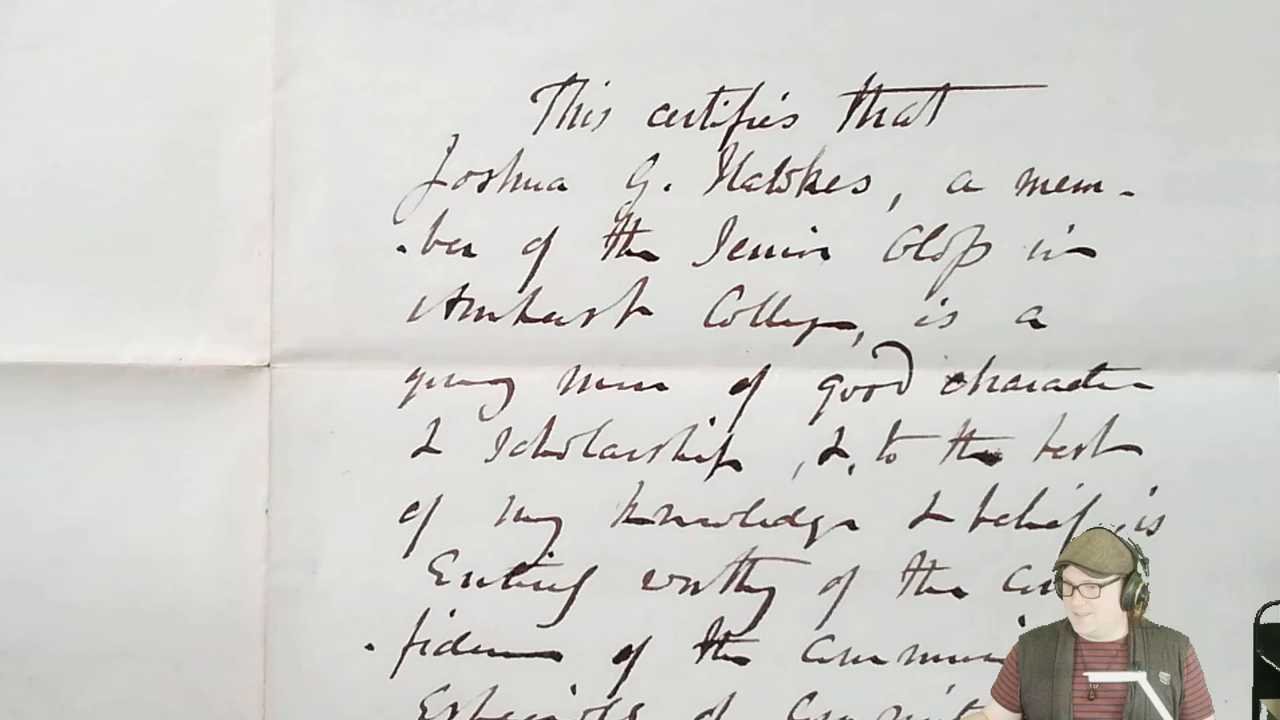 This certifies that
Joshua G. Hawkes, a mem-
-ber of the Senior Class in
Amherst College, is a
young man of good character
& scholarship, &, to the best
of my knowledge & belief, is
Entirely worthy of the con
-fidence of the
of